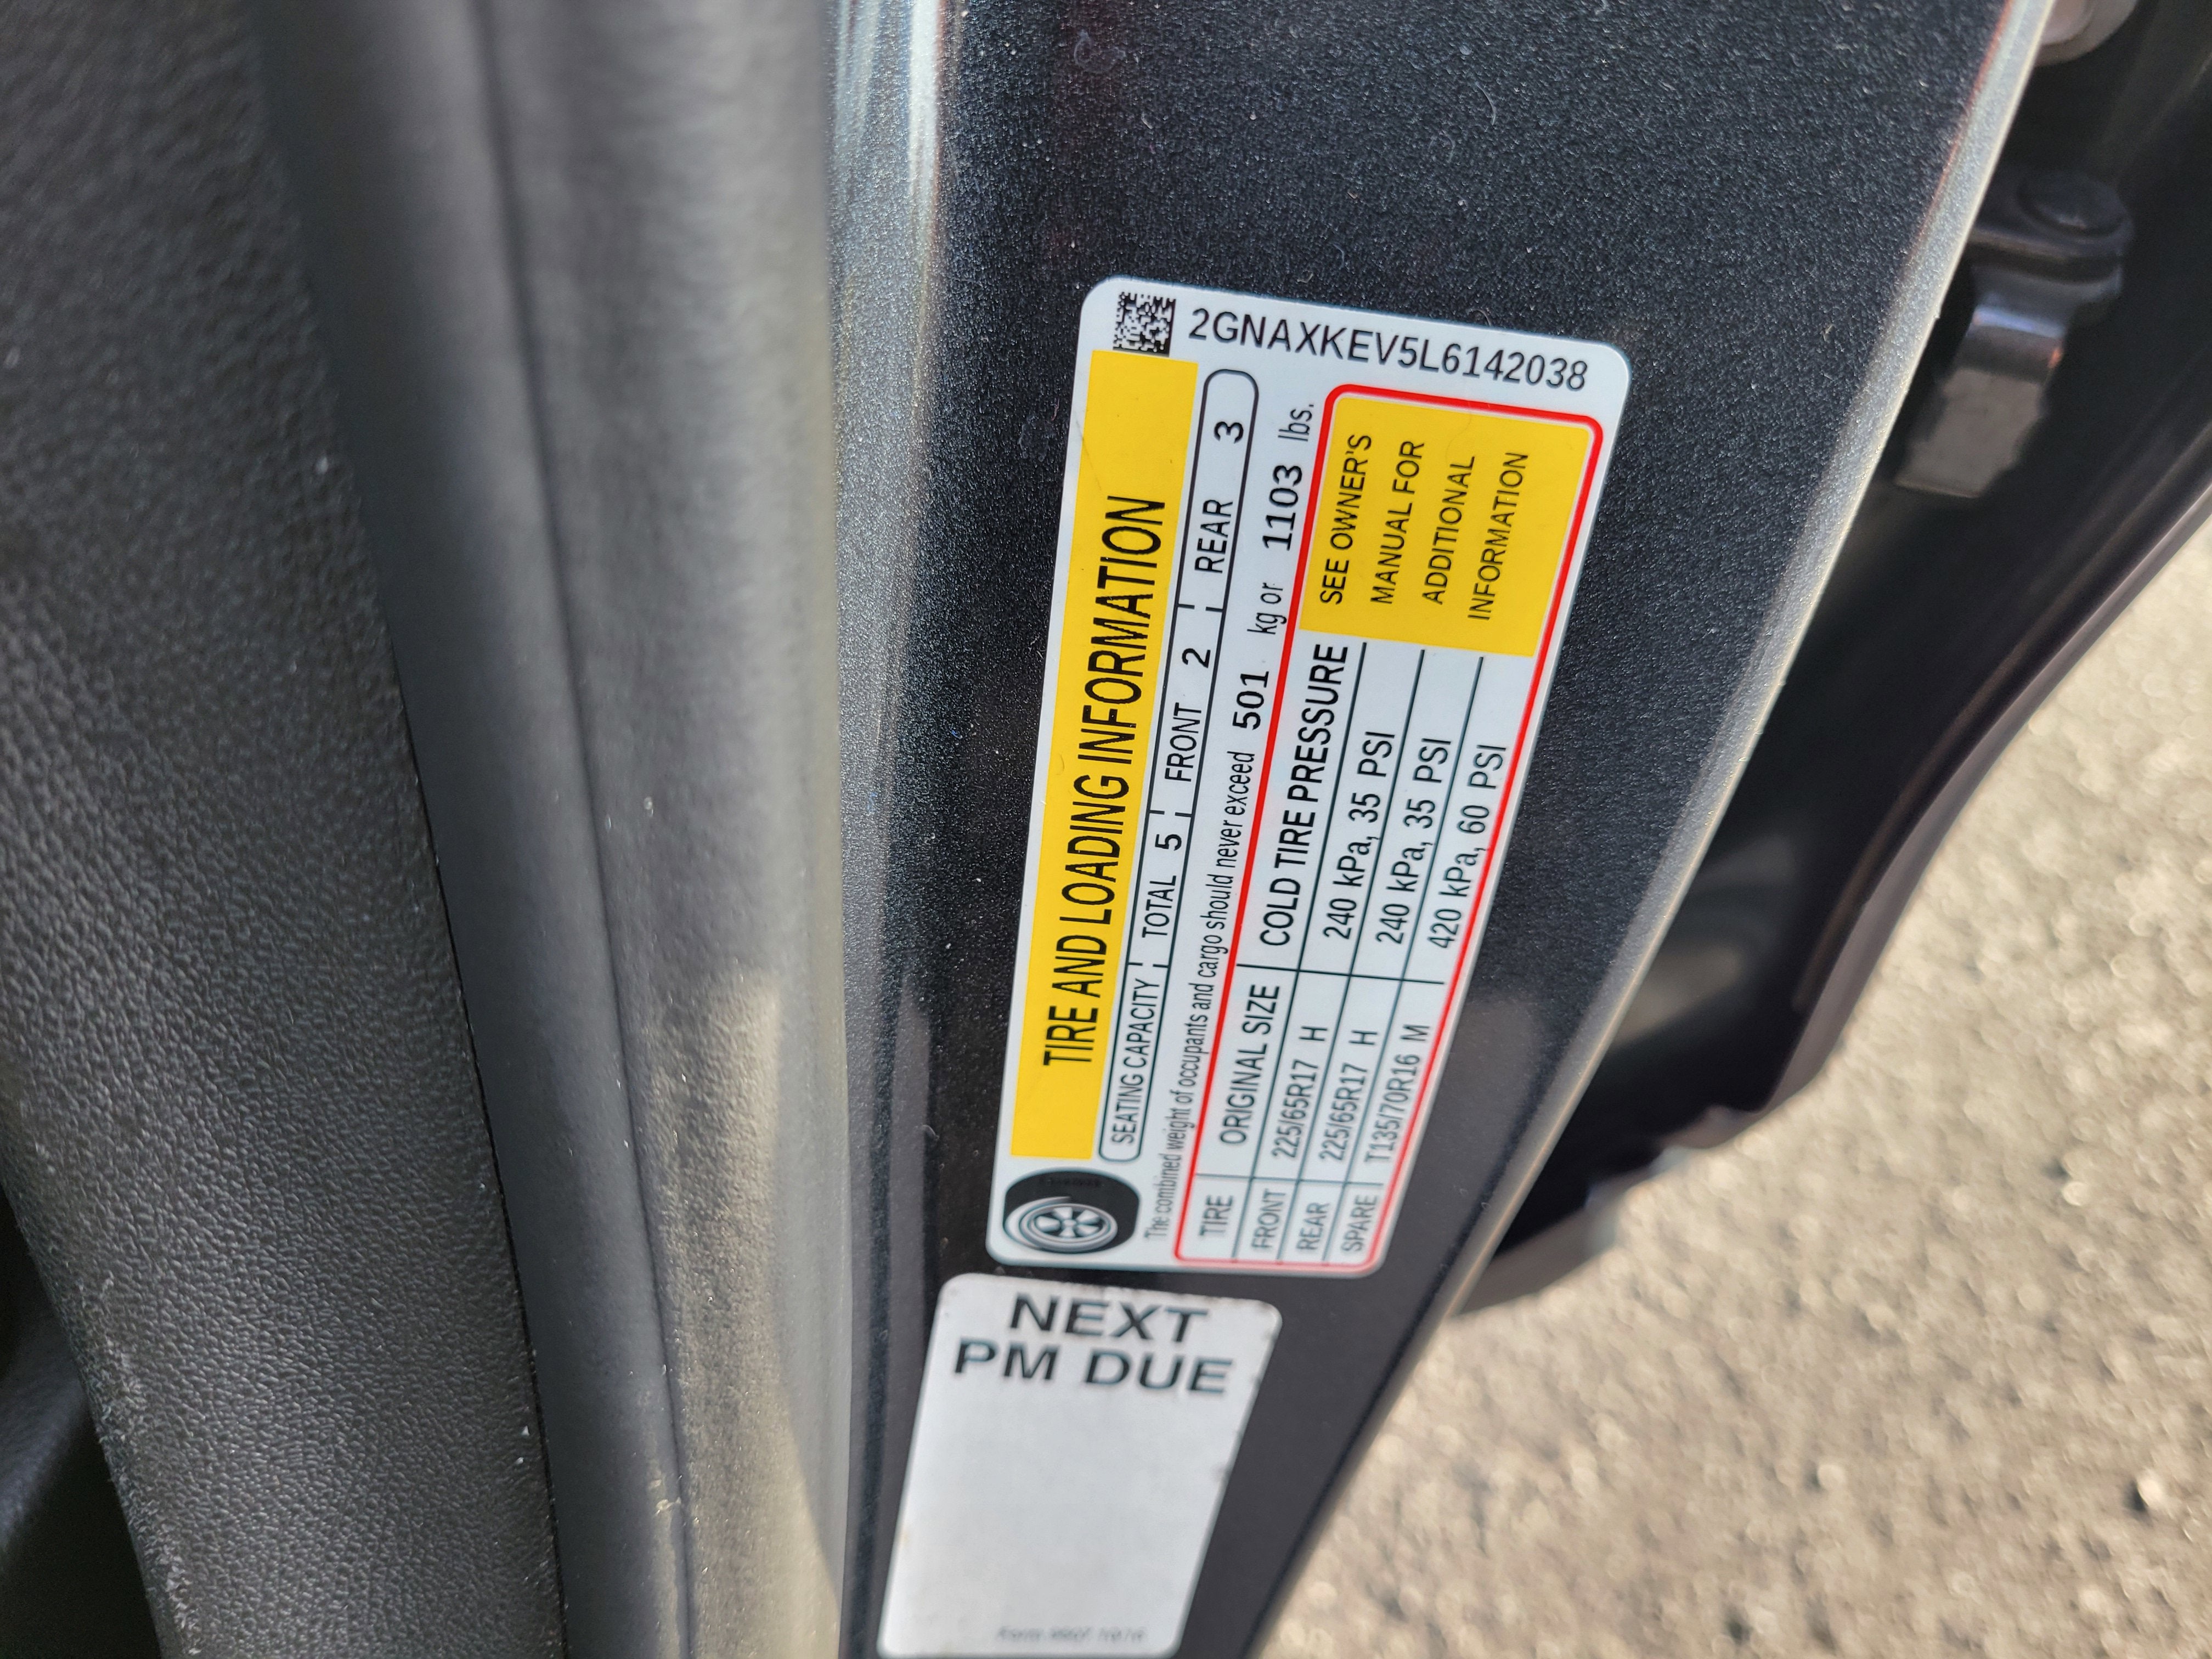 2GNAXKEV5L6142038
TIRE AND LOADING INFORMATION
SEATING CAPACITY TOTAL 5 FRONT 2 REAR 3
The combined weight of occupants and cargo should never exceed 501 kg or 1103 lbs.
TIRE ORIGINAL SIZE COLD TIRE PRESSURE
FRONT 225/65R17 H 240 kPa, 35 PSI
REAR 225/65R17 H 240 kPa, 35 PSI
SPARE T135/70R16 M 420 kPa, 60 PSI
SEE OWNER'S
MANUAL FOR
ADDITIONAL
INFORMATION
NEXT
PM DUE